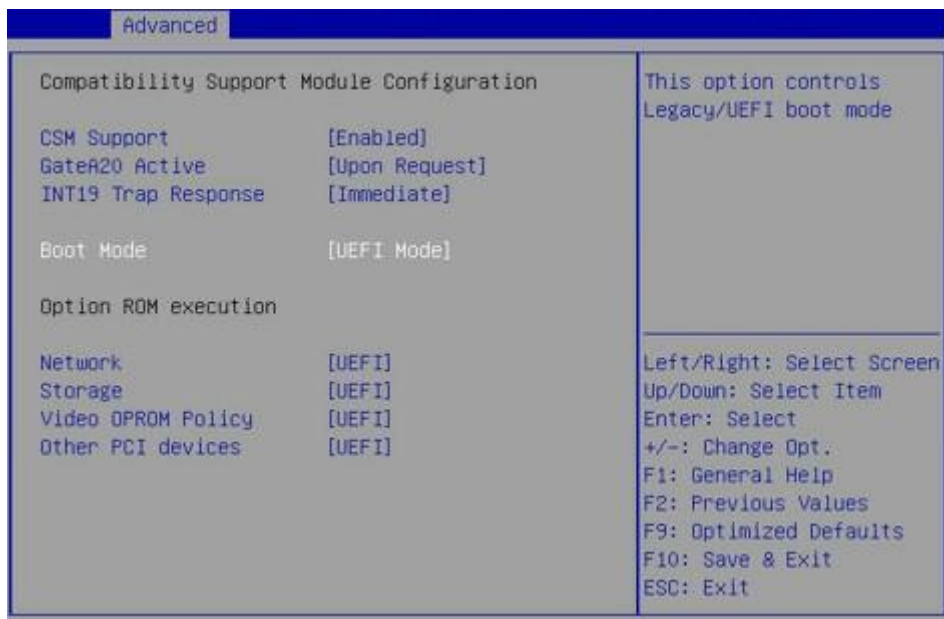 Advanced
Compatibility Support Module Configuration
CSM Support [Enabled]
GateA20 Active [Upon Request]
INT19 Trap Response [Immediate]
Boot Mode [UEFI Mode]
Option ROM execution
Network [UEFI]
Storage [UEFI]
Video OPROM Policy [UEFI]
Other PCI devices [UEFI]
This option controls
Legacy/UEFI boot mode
Left/Right: Select Screen
Up/Down: Select Item
Enter: Select
+/-: Change Opt.
F1: General Help
F2: Previous Values
F9: Optimized Defaults
F10: Save & Exit
ESC: Exit